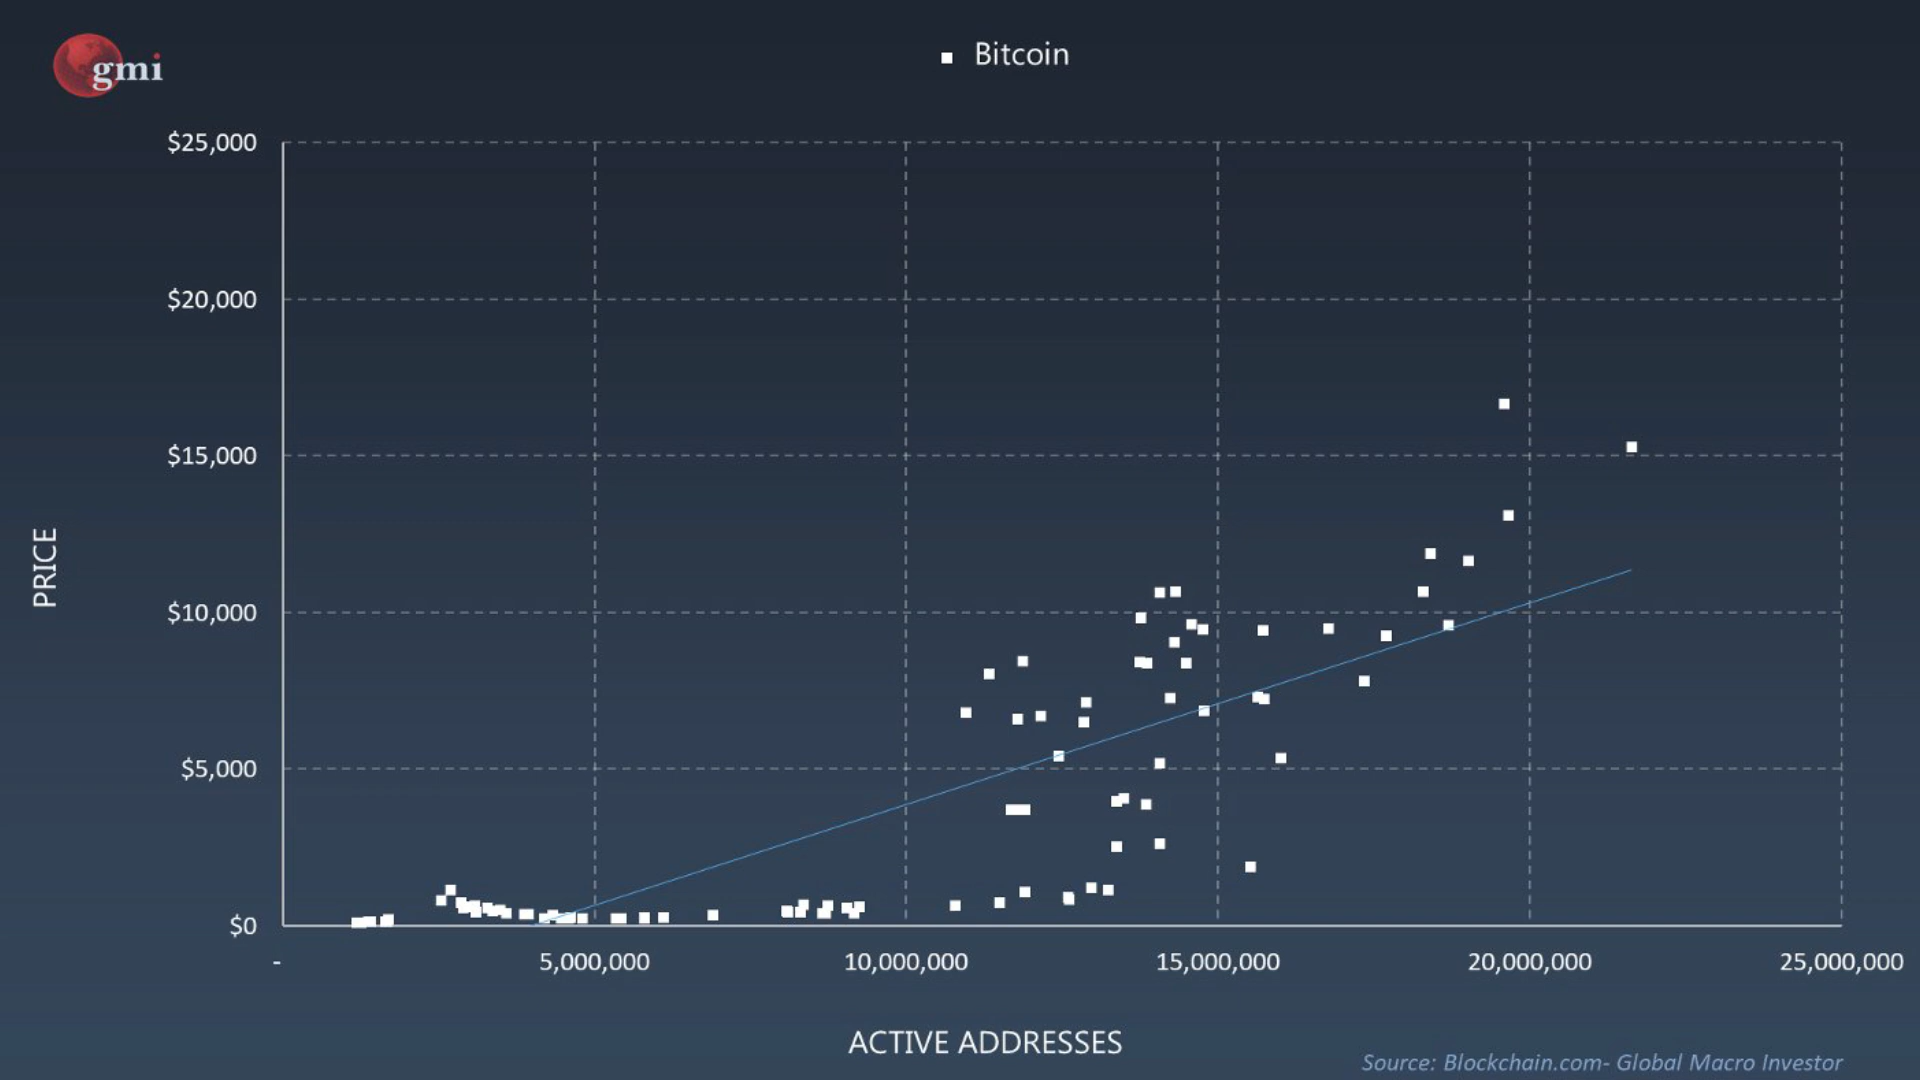 gmi
Bitcoin
$25,000
$20,000
$15,000
$10,000
$5,000
$0
PRICE
-
5,000,000
10,000,000
15,000,000
20,000,000
25,000,000
ACTIVE ADDRESSES
Source: Blockchain.com- Global Macro Investor